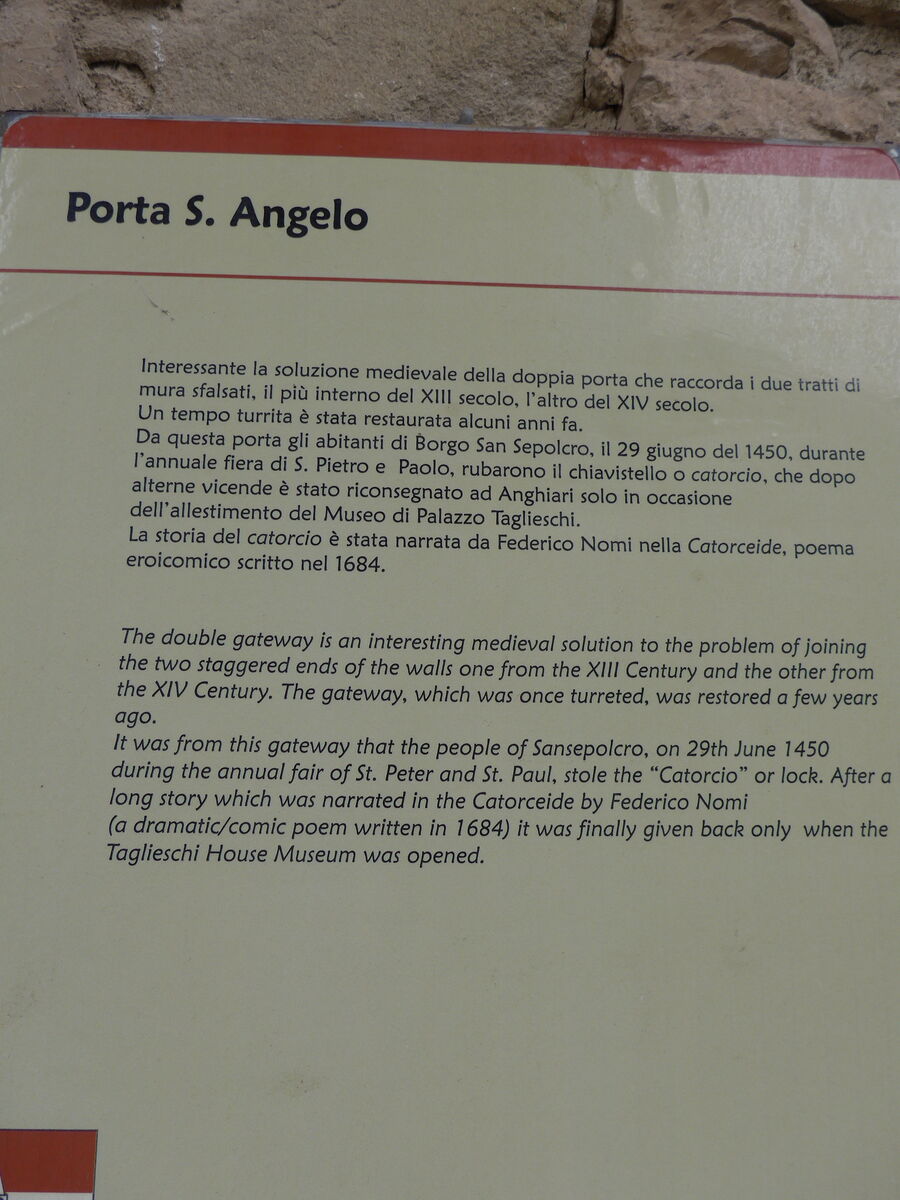 Porta S. Angelo
Interessante la soluzione medievale della doppia porta che raccorda i due tratti di
mura sfalsati, il più interno del XIII secolo, l'altro del XIV secolo.
Un tempo turrita è stata restaurata alcuni anni fa.
Da questa porta gli abitanti di Borgo San Sepolcro, il 29 giugno del 1450, durante
l'annuale fiera di S. Pietro e Paolo, rubarono il chiavistello o catorcio, che dopo
alterne vicende è stato riconsegnato ad Anghiari solo in occasione
dell'allestimento del Museo di Palazzo Taglieschi.
La storia del catorcio è stata narrata da Federico Nomi nella Catorceide, poema
eroicomico scritto nel 1684.
The double gateway is an interesting medieval solution to the problem of joining
the two staggered ends of the walls one from the XIII Century and the other from
the XIV Century. The gateway, which was once turreted, was restored a few years
ago.
It was from this gateway that the people of Sansepolcro, on 29th June 1450
during the annual fair of St. Peter and St. Paul, stole the "Catorcio" or lock. After a
long story which was narrated in the Catorceide by Federico Nomi
(a dramatic/comic poem written in 1684) it was finally given back only when the
Taglieschi House Museum was opened.